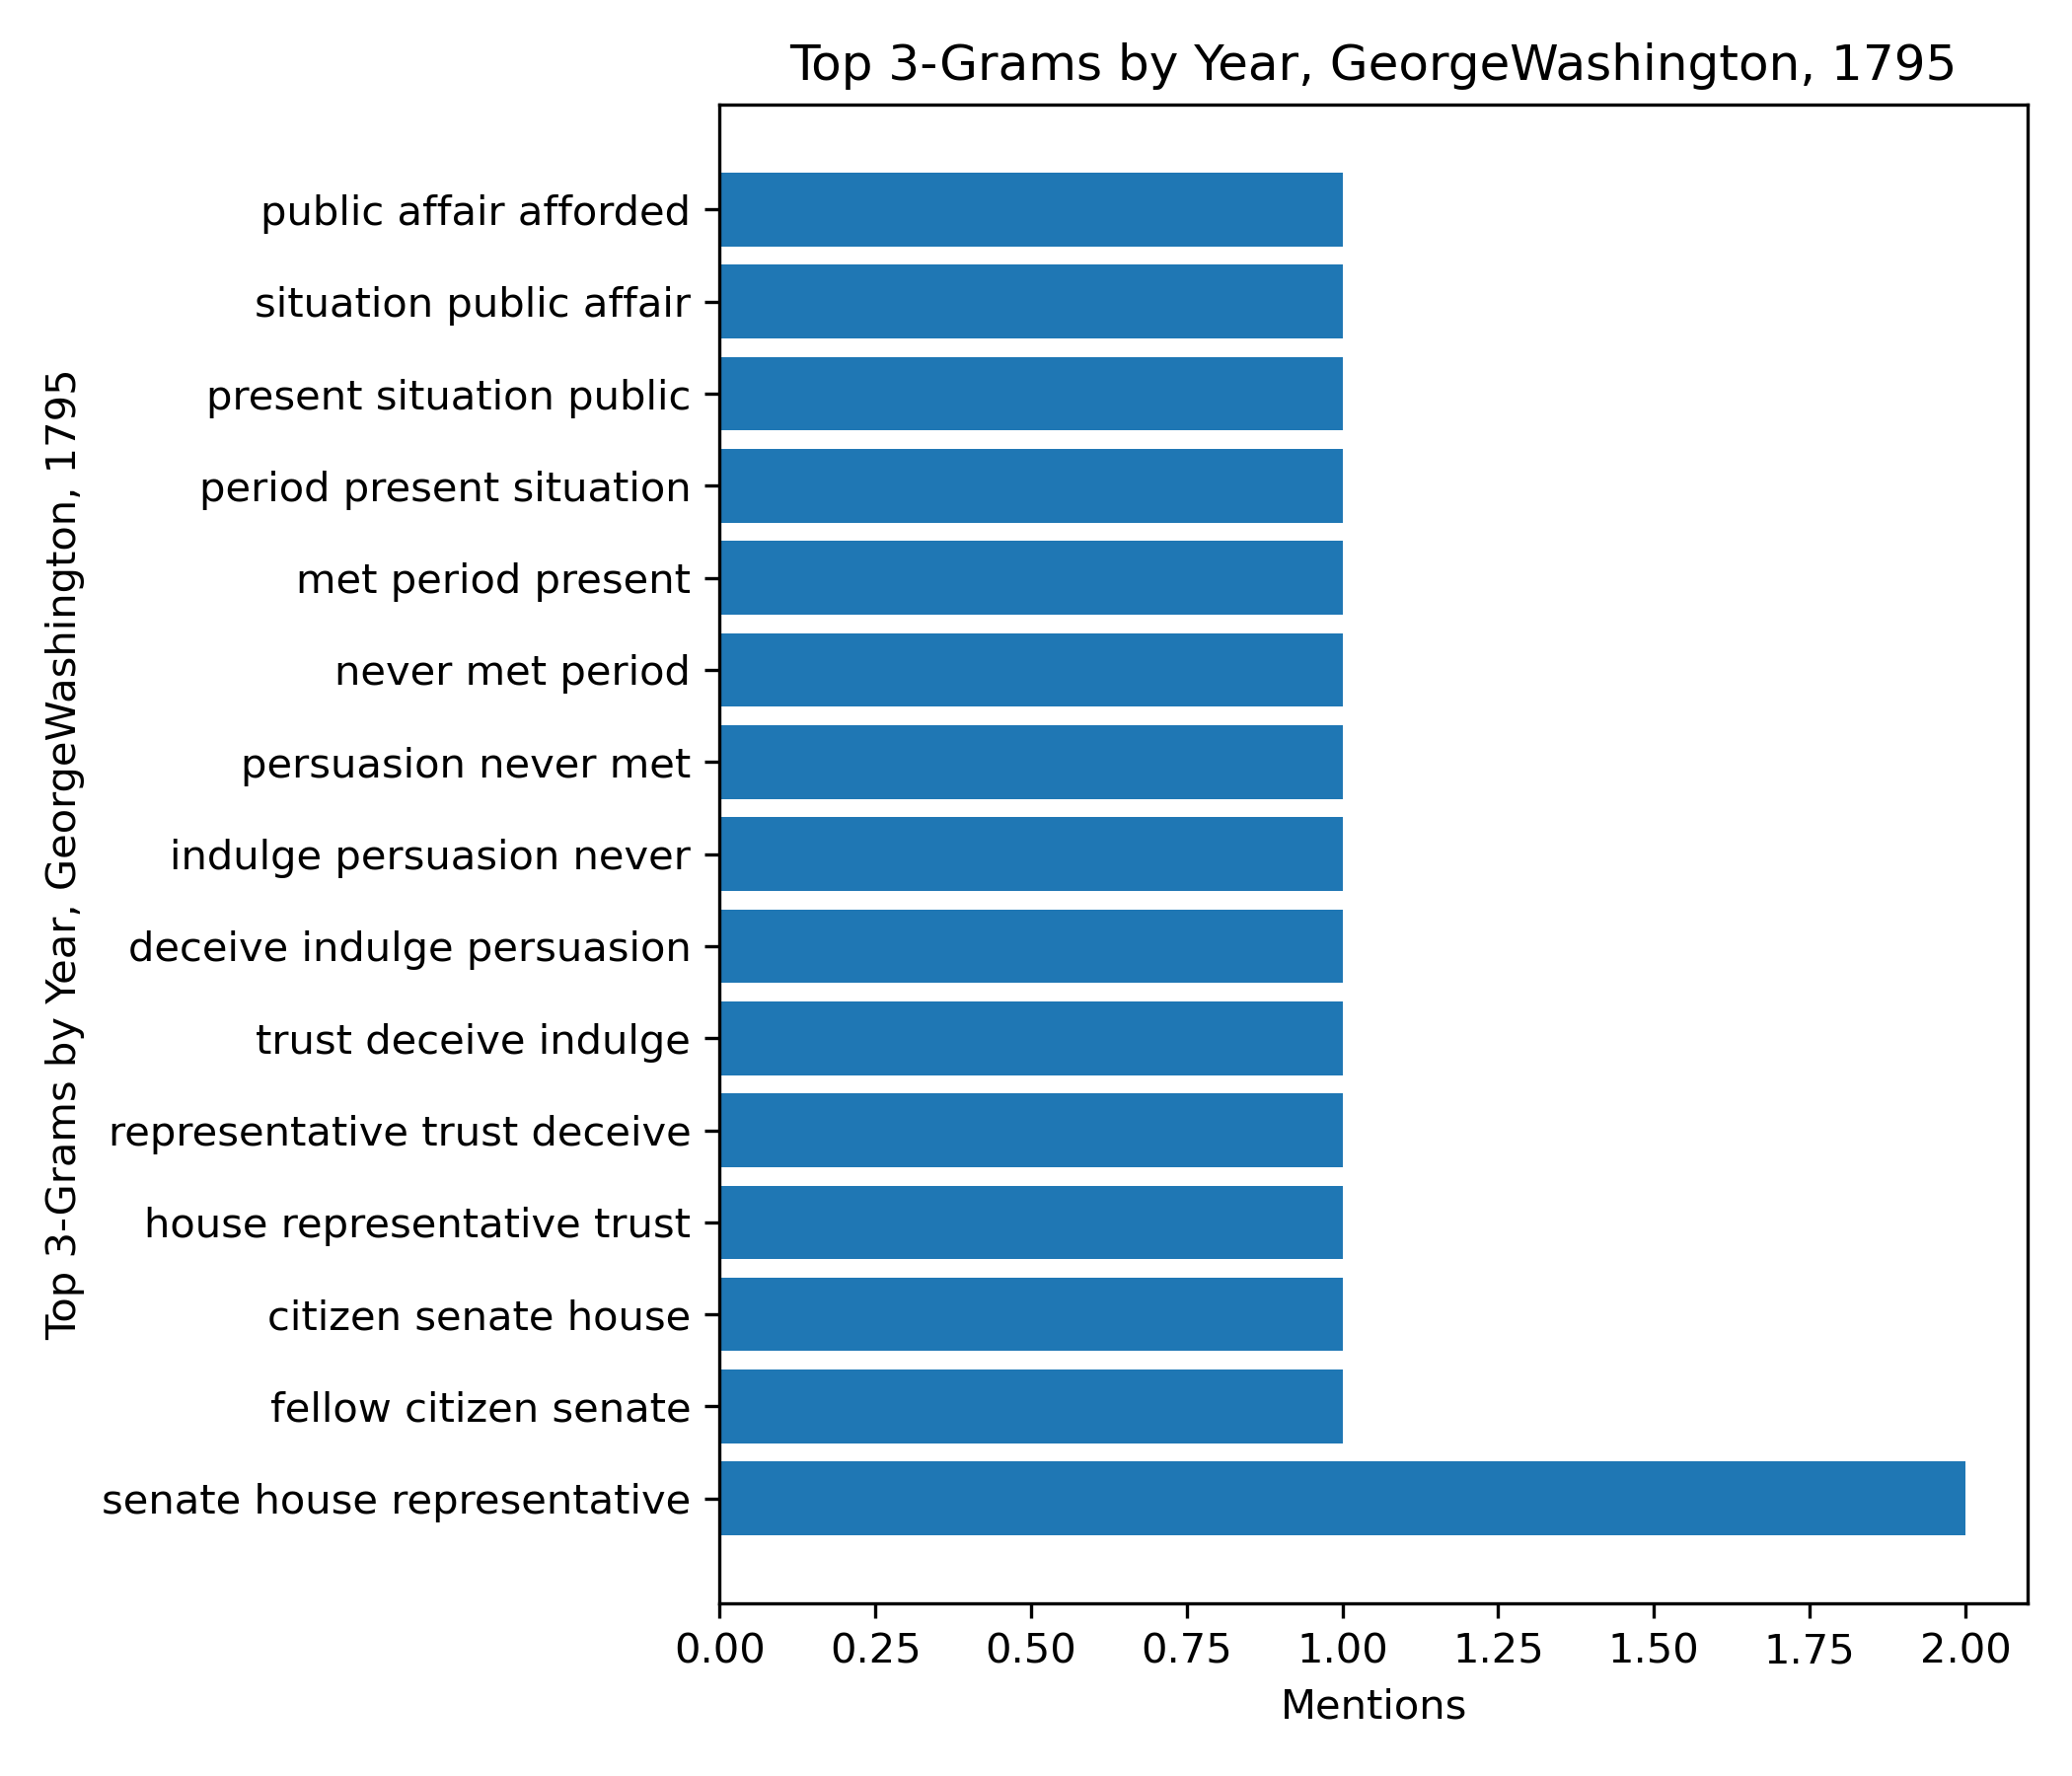 Top 3-Grams by Year, GeorgeWashington, 1795
Top 3-Grams by Year, GeorgeWashington, 1795
public affair afforded
situation public affair
present situation public
period present situation
met period present
never met period
persuasion never met
indulge persuasion never
deceive indulge persuasion
trust deceive indulge
representative trust deceive
house representative trust
citizen senate house
fellow citizen senate
senate house representative
0.00 0.25 0.50 0.75 1.00 1.25 1.50 1.75 2.00
Mentions